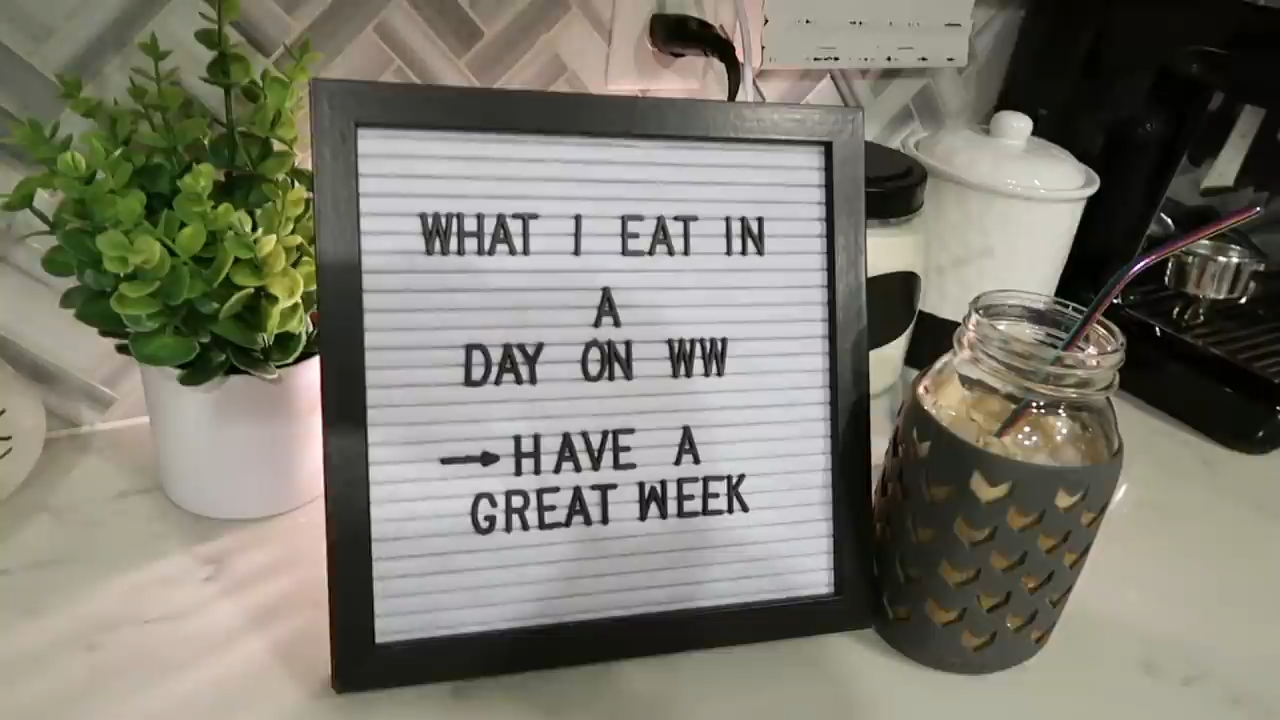 WHAT I EAT IN
A
DAY ON WW
→HAVE A
GREAT WEEK